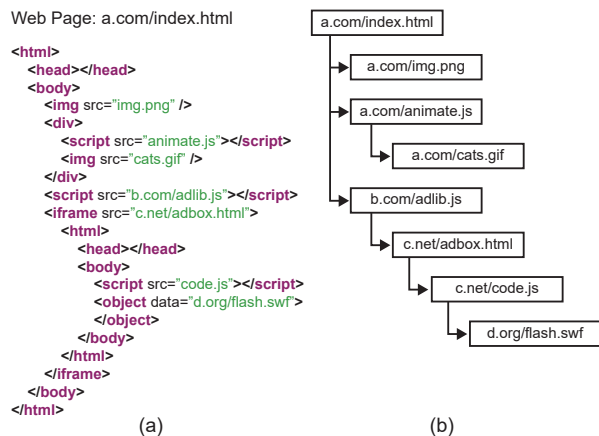 Web Page: a.com/index.html
<html>
<head></head>
<body>
<img src="img.png" />
<div>
<script src="animate.js"></script>
<img src="cats.gif" />
</div>
<script src="b.com/adlib.js"></script>
<iframe src="c.net/adbox.html">
<html>
<head></head>
<body>
<script src="code.js"></script>
<object data="d.org/flash.swf">
</object>
</body>
</html>
</iframe>
</body>
</html>
(a)
a.com/index.html
a.com/img.png
a.com/animate.js
a.com/cats.gif
b.com/adlib.js
c.net/adbox.html
c.net/code.js
d.org/flash.swf
(b)